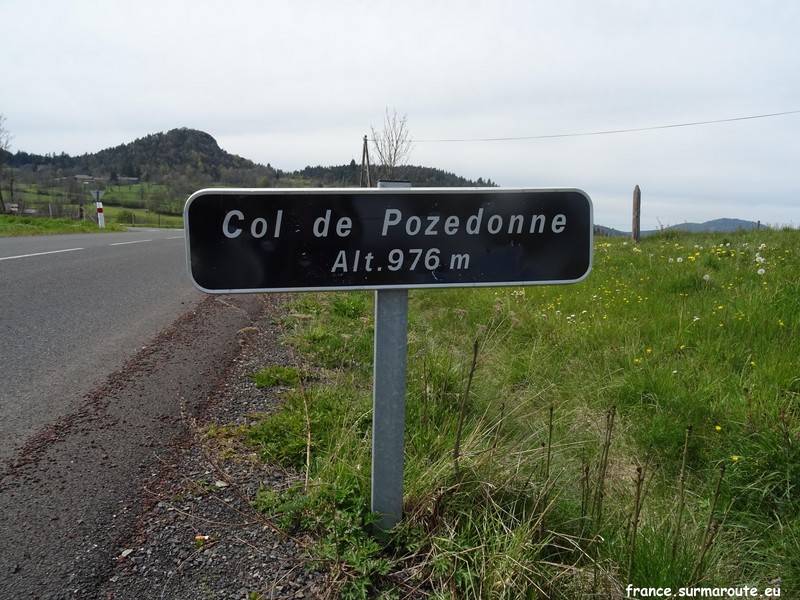 Col de Pozedonne
Alt. 976 m
france.surmaroute.eu